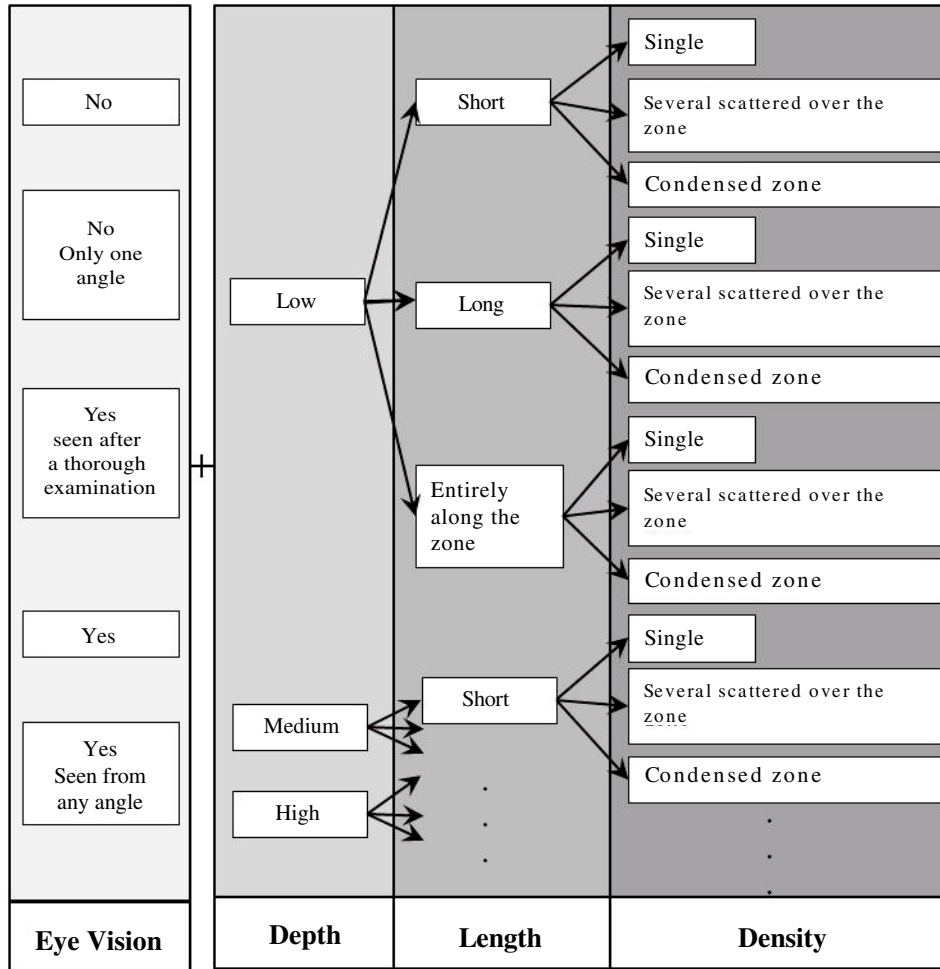 No
No
Only one
angle
Yes
seen after
a thorough
examination
Yes
Yes
Seen from
any angle
Eye Vision
+
Low
Medium
High
Depth
Short
Long
Entirely
along the
zone
Short
.
.
.
Length
Single
Several scattered over the
zone
Condensed zone
Single
Several scattered over the
zone
Condensed zone
Single
Several scattered over the
zone
Condensed zone
Single
Several scattered over the
zone
Condensed zone
.
.
.
Density